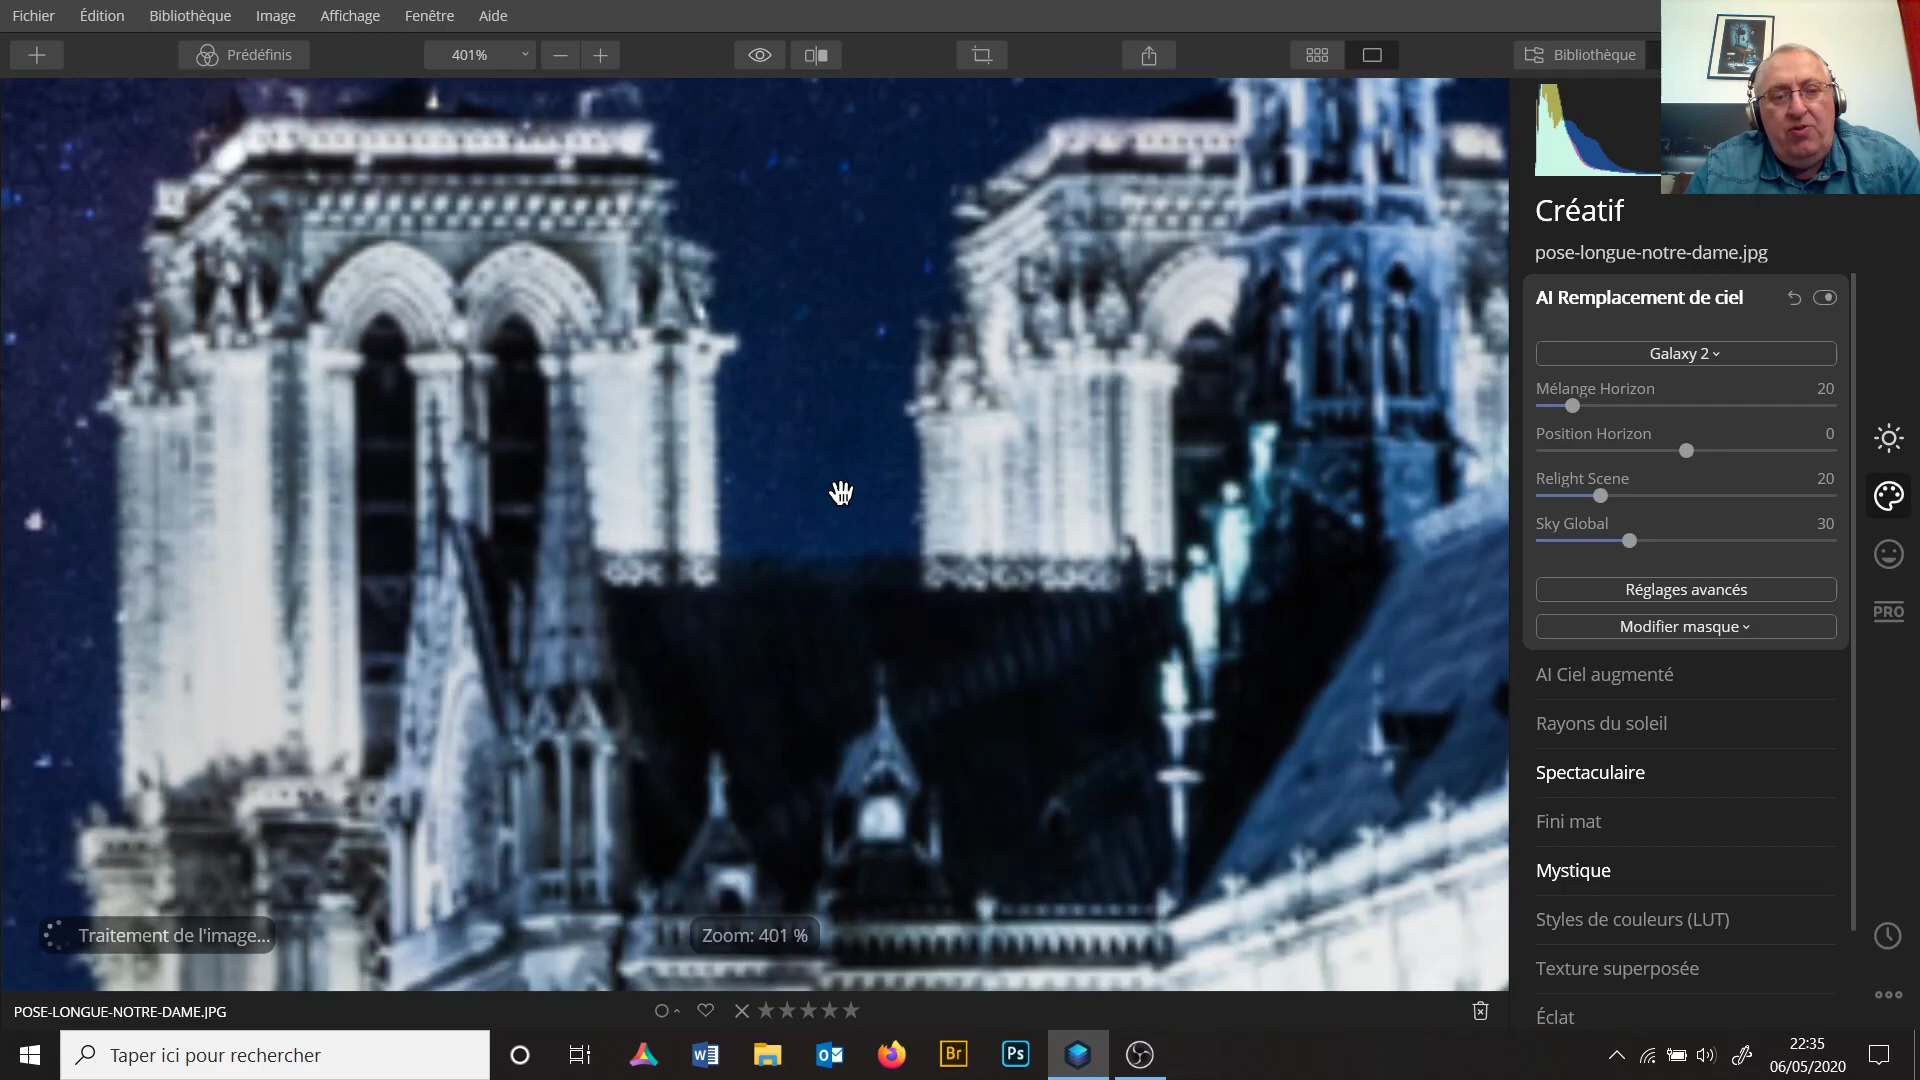 Fichier Édition Bibliothèque Image Affichage Fenêtre Aide
Prédéfinis 401% Bibliothèque
Créatif
pose-longue-notre-dame.jpg
AI Remplacement de ciel
Galaxy 2
Mélange Horizon 20
Position Horizon 0
Relight Scene 20
Sky Global 30
Réglages avancés
Modifier masque
PRO
AI Ciel augmenté
Rayons du soleil
Spectaculaire
Fini mat
Mystique
Styles de couleurs (LUT)
Texture superposée
Éclat
Traitement de l'image...
Zoom: 401 %
POSE-LONGUE-NOTRE-DAME.JPG
Taper ici pour rechercher
Br
Ps
22:35
06/05/2020